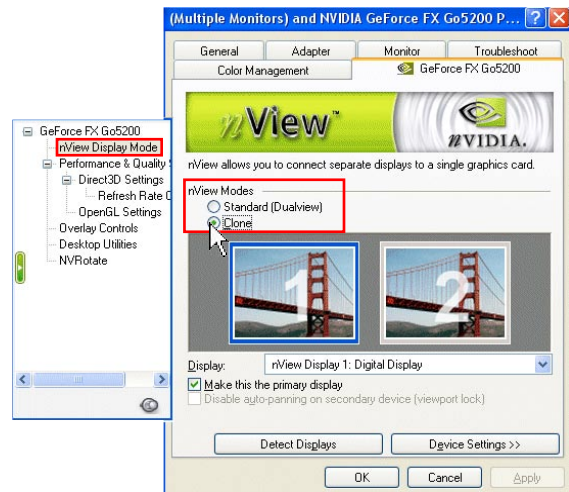 (Multiple Monitors) and NVIDIA GeForce FX Go5200 P...
General Adapter Monitor Troubleshoot
Color Management GeForce FX Go5200
nView™
nVIDIA.
nView allows you to connect separate displays to a single graphics card.
nView Modes
Standard (Dualview)
Clone
1 2
Display: nView Display 1: Digital Display
Make this the primary display
Disable auto-panning on secondary device (viewport lock)
Detect Displays Device Settings >>
OK Cancel Apply
GeForce FX Go5200
nView Display Mode
Performance & Quality S
Direct3D Settings
Refresh Rate O
OpenGL Settings
Overlay Controls
Desktop Utilities
NVRotate